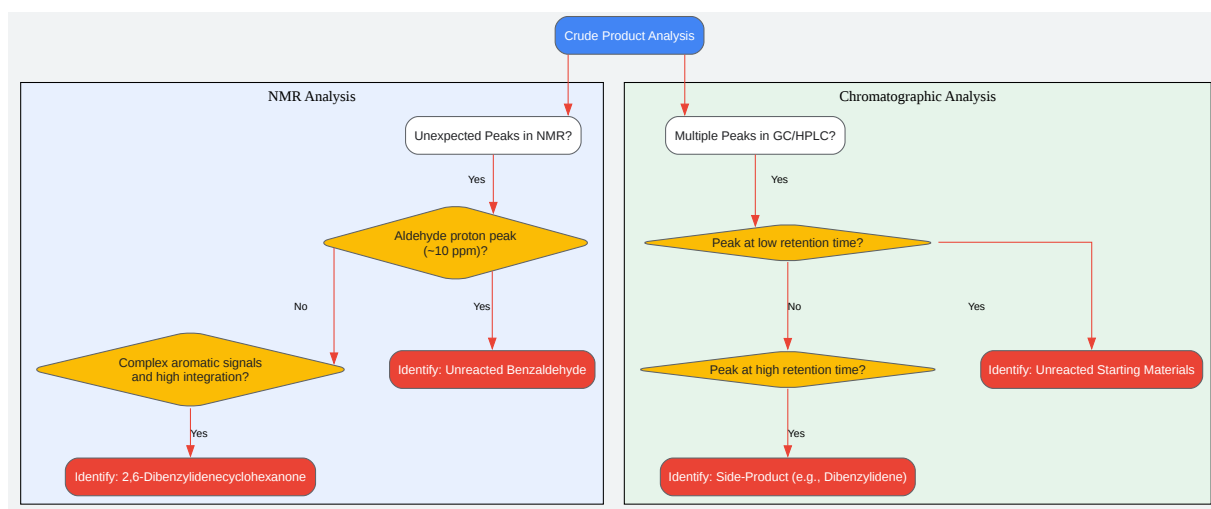 Crude Product Analysis
NMR Analysis
Unexpected Peaks in NMR?
Yes
Aldehyde proton peak
(~10 ppm)?
No
Yes
Complex aromatic signals
and high integration?
Identify: Unreacted Benzaldehyde
Yes
Identify: 2,6-Dibenzylidenecyclohexanone
Chromatographic Analysis
Multiple Peaks in GC/HPLC?
Yes
Peak at low retention time?
No
Yes
Peak at high retention time?
Identify: Unreacted Starting Materials
Yes
Identify: Side-Product (e.g., Dibenzylidene)